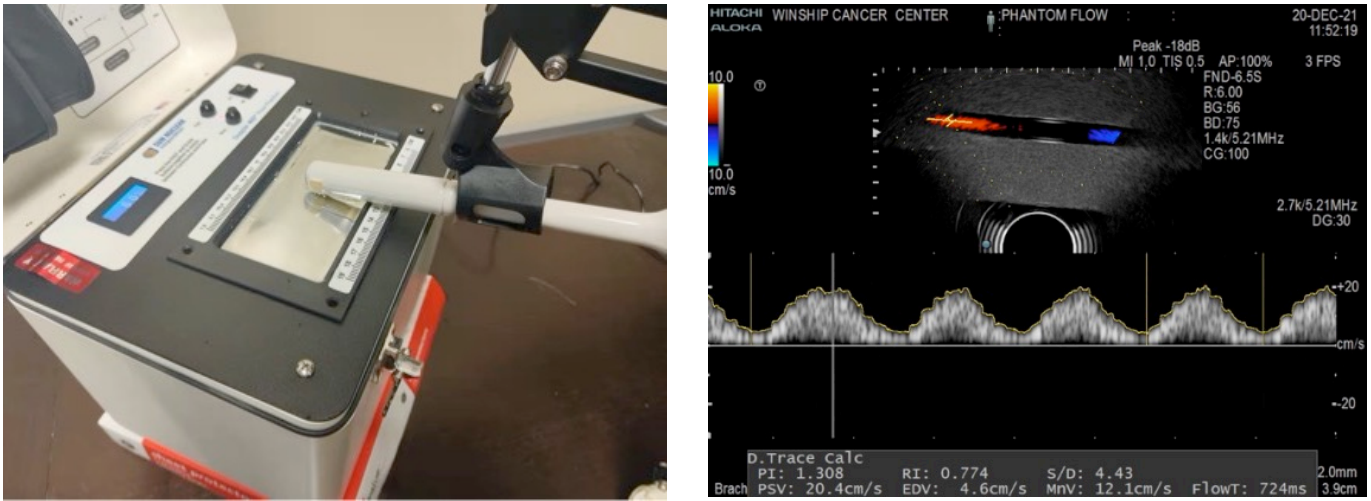 HITACHI
ALOKA
WINSHIP CANCER CENTER
:PHANTOM FLOW
20-DEC-21
11:52:19
Peak -18dB
MI 1.0 TIS 0.5 AP:100%
3 FPS
10.0
10.0
cm/s
T
FND-6.5S
R:6.00
BG:56
BD:75
1.4k/5.21MHz
CG:100
2.7k/5.21MHz
DG:30
+20
cm/s
-20
D.Trace Calc
PI: 1.308 RI: 0.774 S/D: 4.43
PSV: 20.4cm/s EDV: 4.6cm/s MnV: 12.1cm/s FlowT: 724ms
Brach
2.0mm
3.9cm
sheet protector